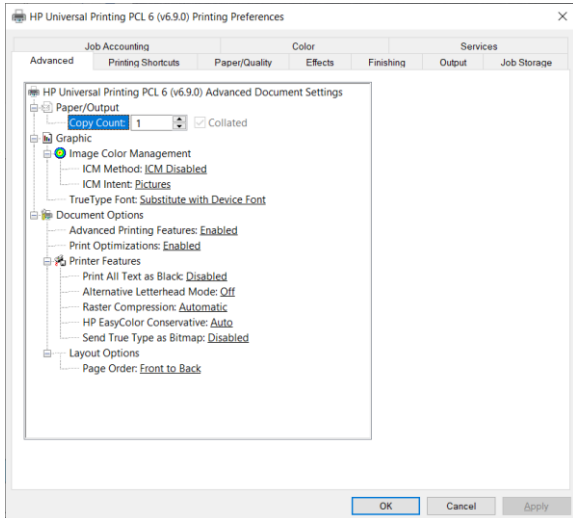 HP Universal Printing PCL 6 (v6.9.0) Printing Preferences
Job Accounting Color Services
Advanced Printing Shortcuts Paper/Quality Effects Finishing Output Job Storage
HP Universal Printing PCL 6 (v6.9.0) Advanced Document Settings
Paper/Output
Copy Count: 1 Collated
Graphic
Image Color Management
ICM Method: ICM Disabled
ICM Intent: Pictures
TrueType Font: Substitute with Device Font
Document Options
Advanced Printing Features: Enabled
Print Optimizations: Enabled
Printer Features
Print All Text as Black: Disabled
Alternative Letterhead Mode: Off
Raster Compression: Automatic
HP EasyColor Conservative: Auto
Send True Type as Bitmap: Disabled
Layout Options
Page Order: Front to Back
OK Cancel Apply